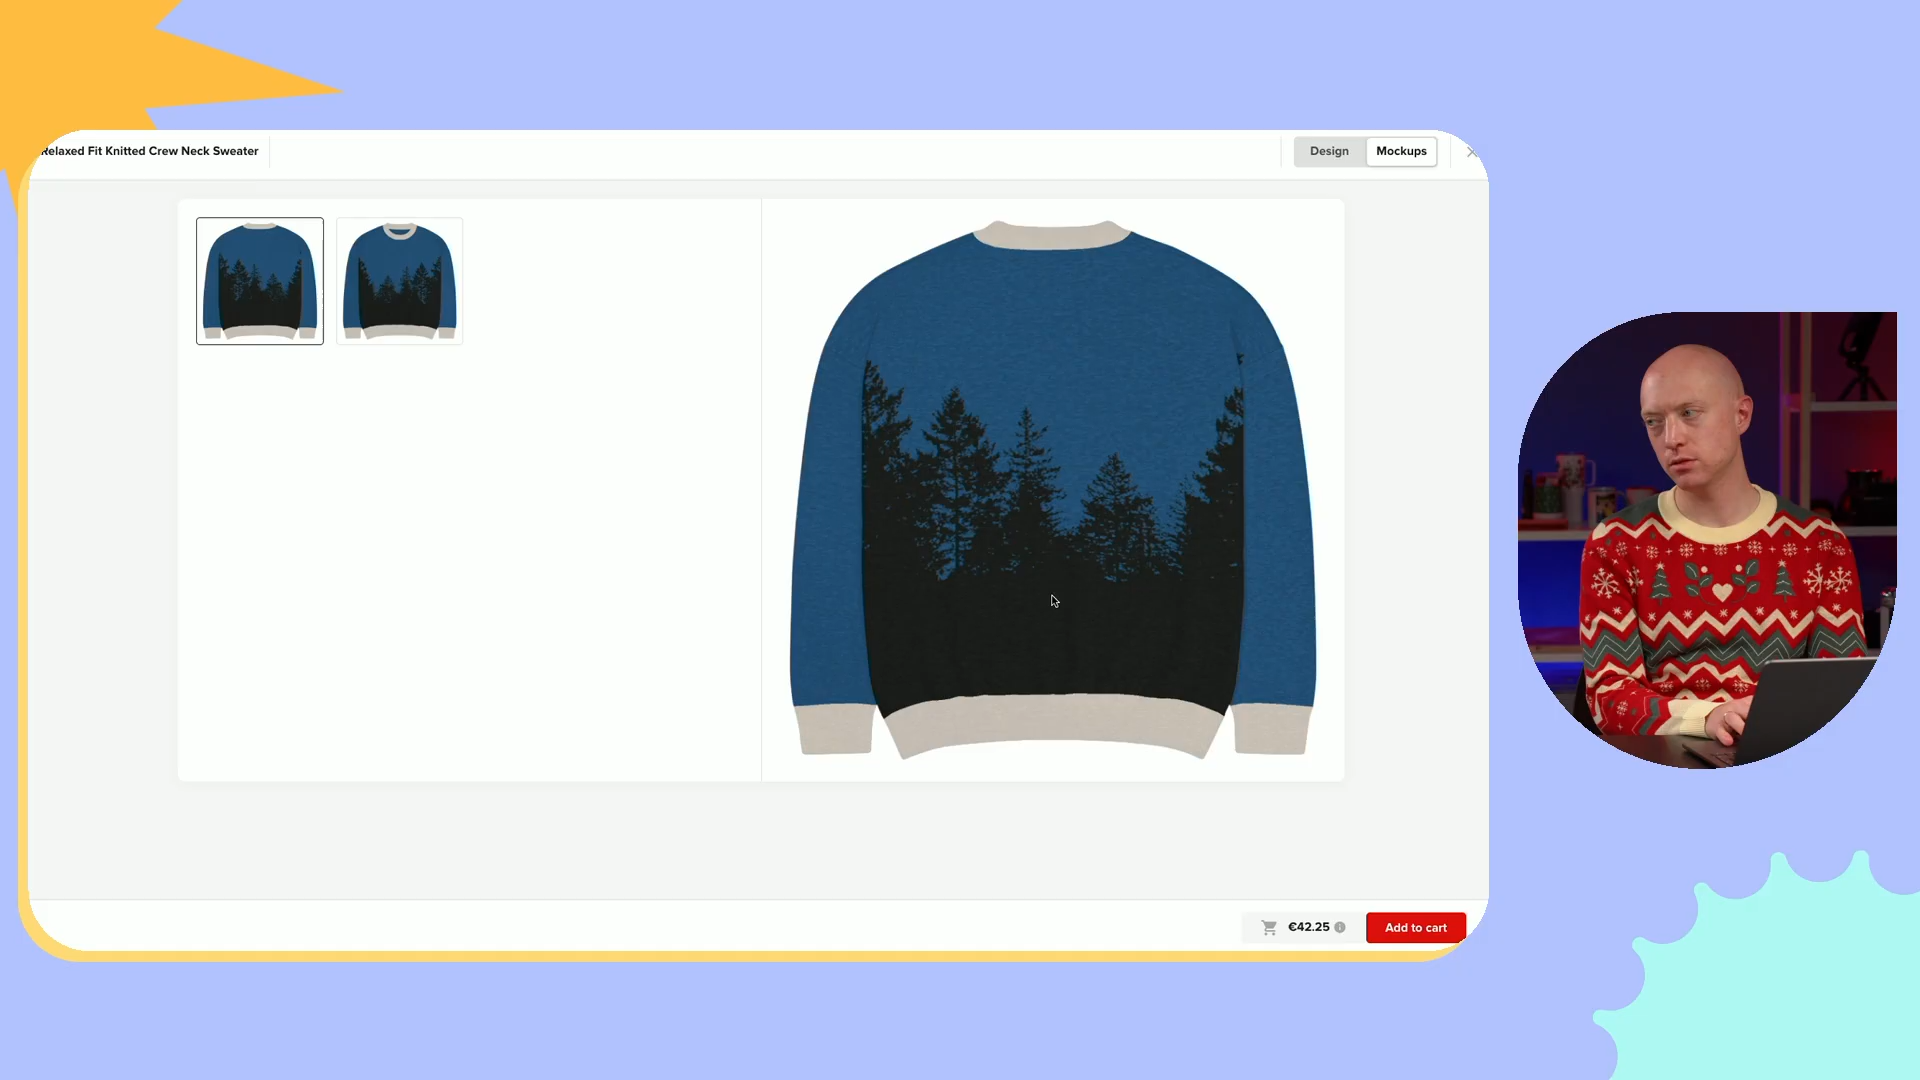 Relaxed Fit Knitted Crew Neck Sweater
Design
Mockups
€42.25
Add to cart